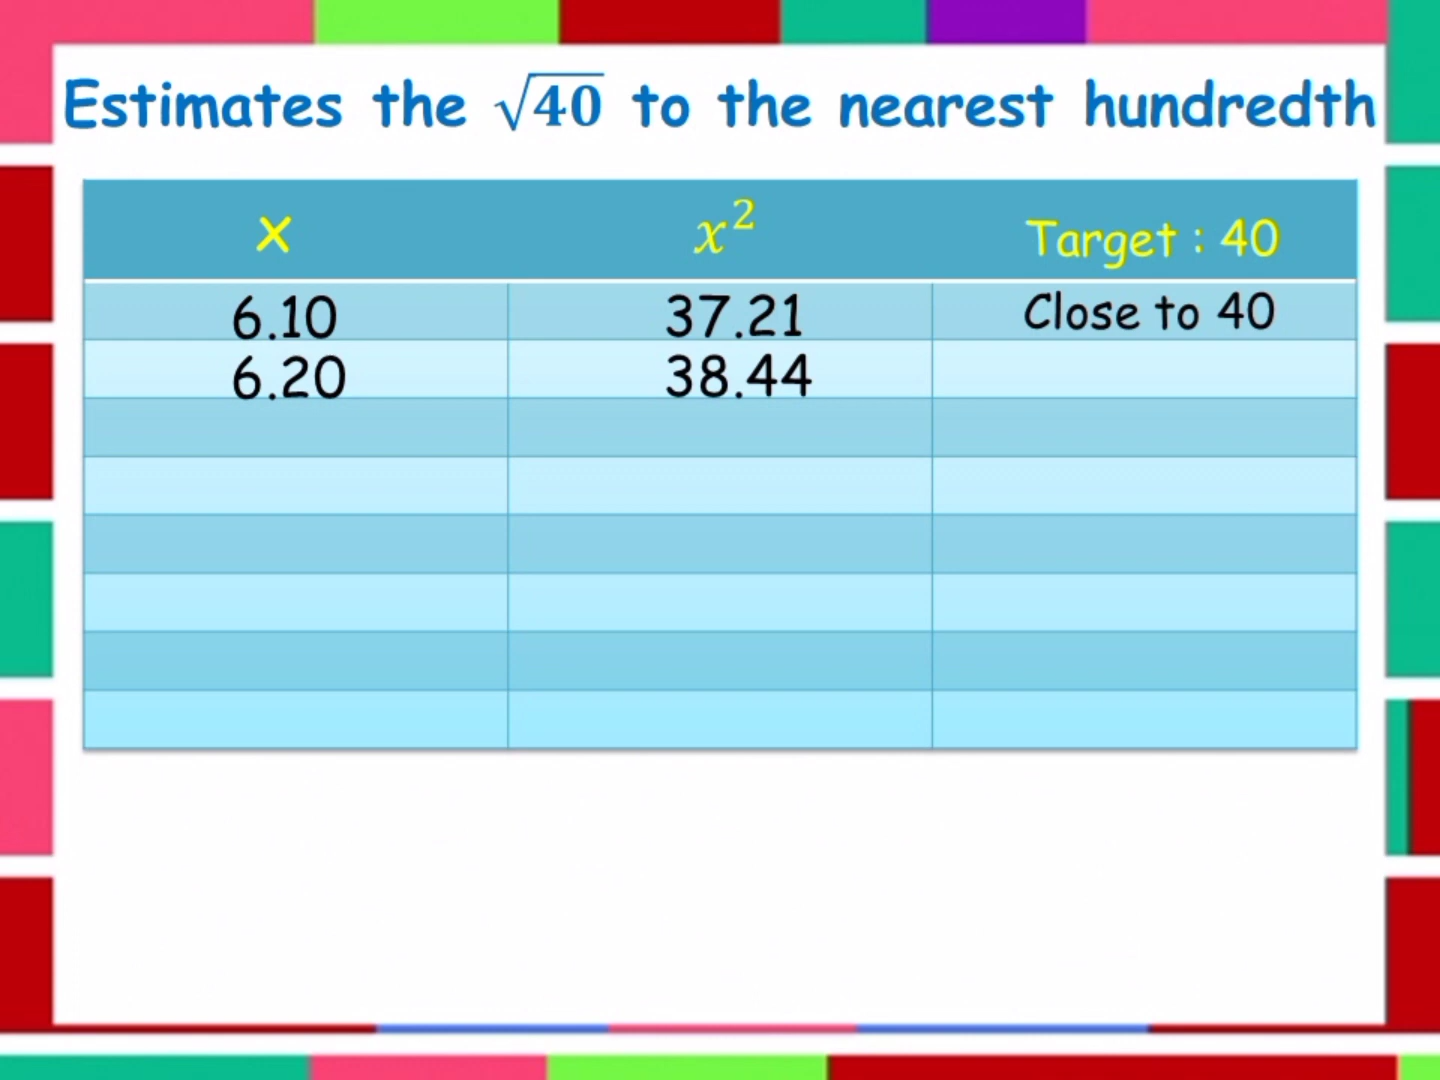 Estimates the √40 to the nearest hundredth
x x² Target : 40
6.10 37.21 Close to 40
6.20 38.44